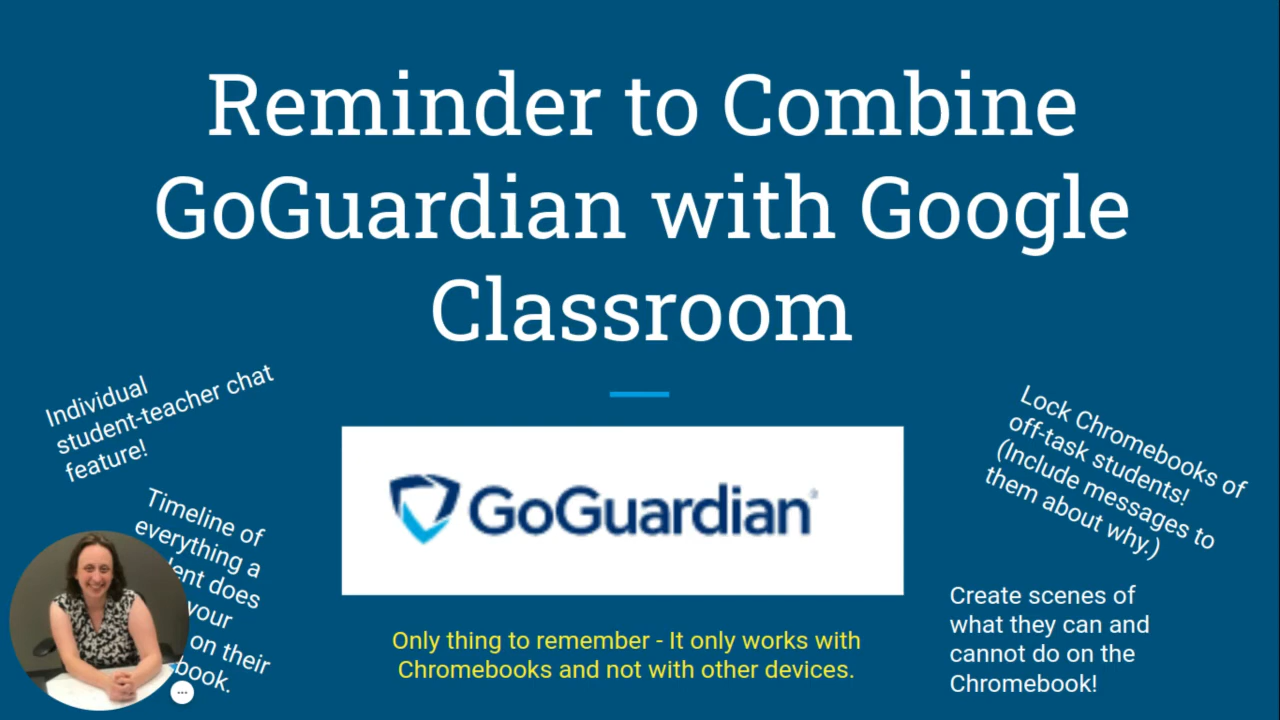 Reminder to Combine
GoGuardian with Google
Classroom
Individual
student-teacher chat
feature!
Timeline of
everything a
does
your
on their
GoGuardian
Only thing to remember - It only works with
Chromebooks and not with other devices.
Lock Chromebooks of
off-task students!
(Include messages to
them about why.)
Create scenes of
what they can and
cannot do on the
Chromebook!